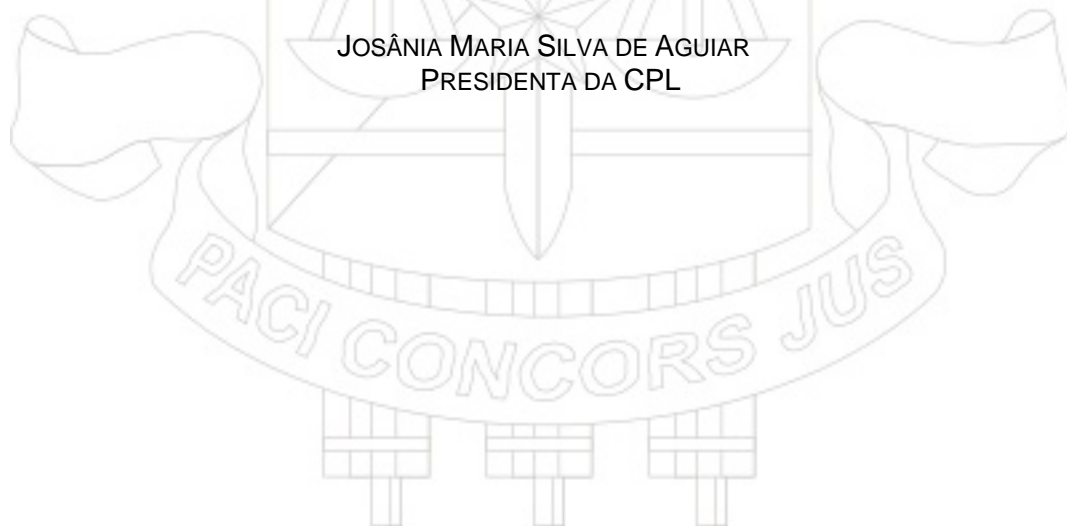 JOSÂNIA MARIA SILVA DE AGUIAR
PRESIDENTA DA CPL
PACI CONCORS JUS